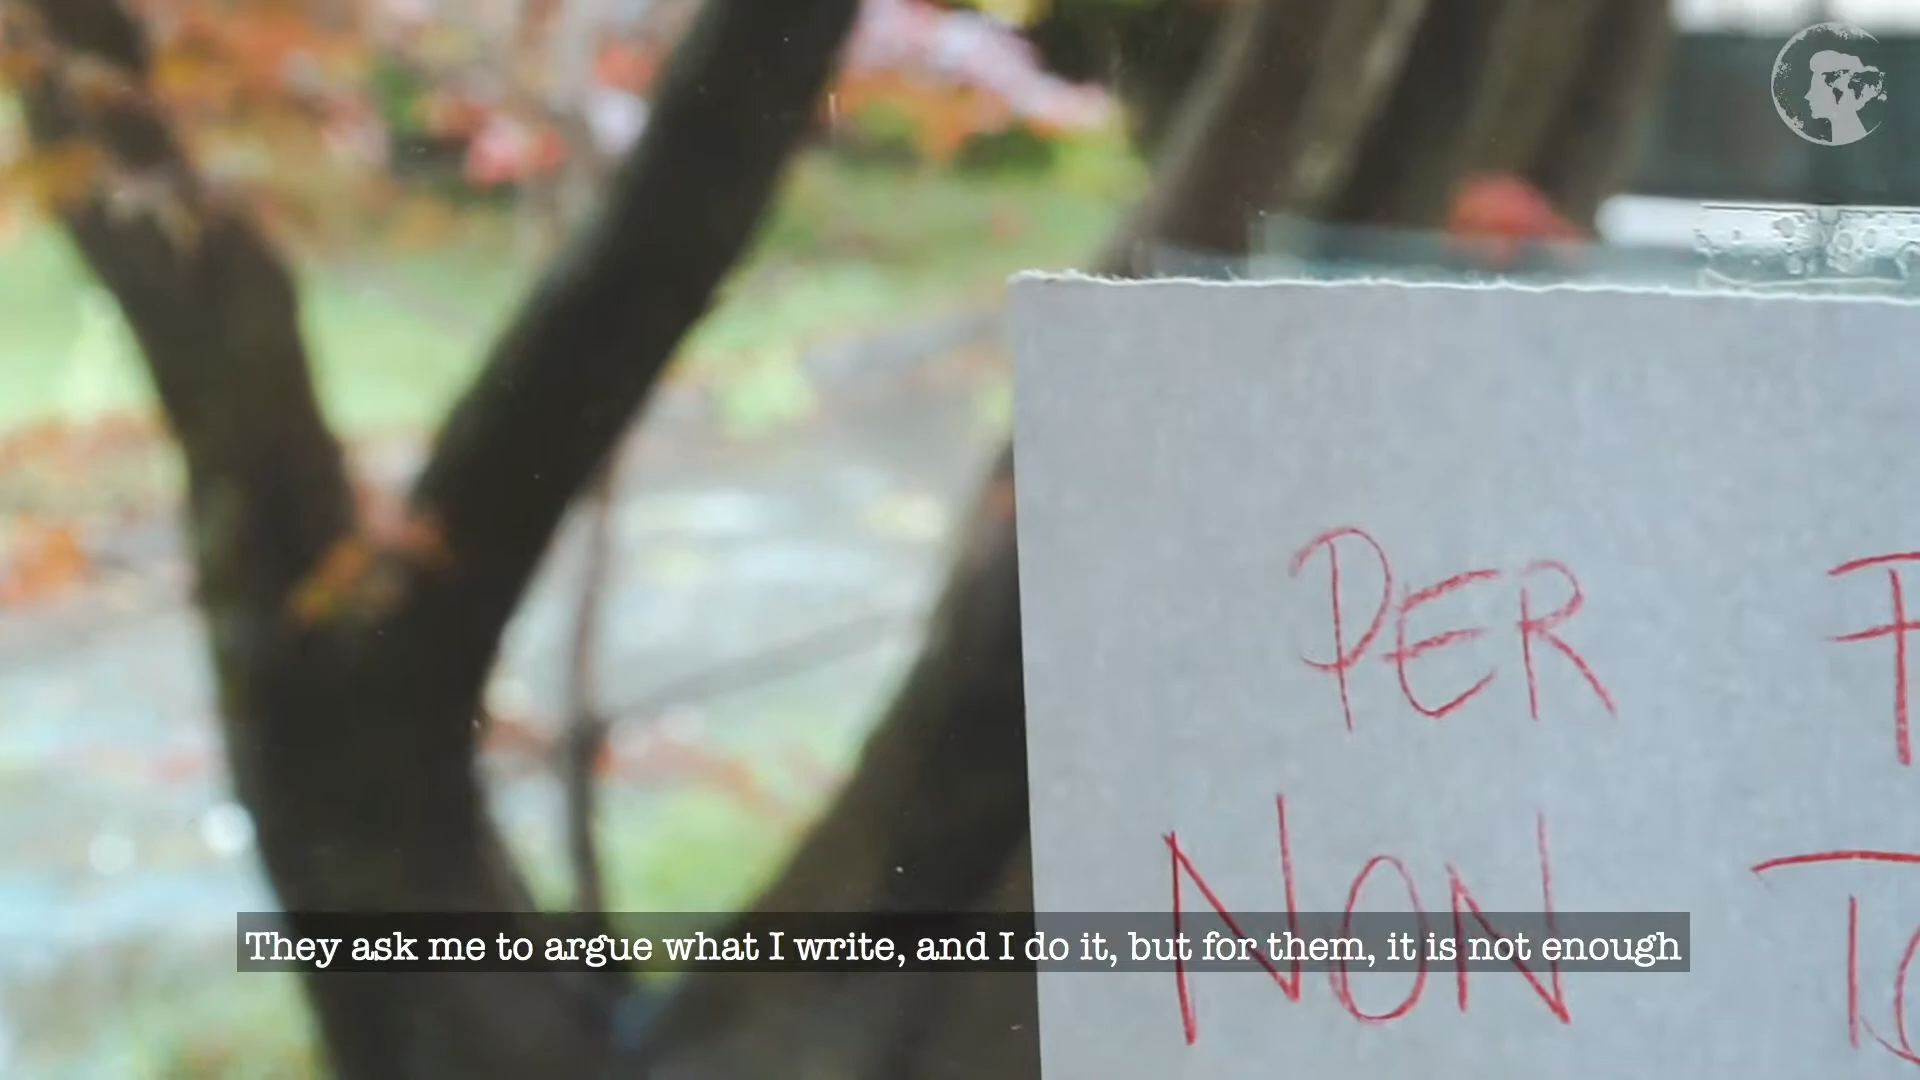 PER
NON
They ask me to argue what I write, and I do it, but for them, it is not enough